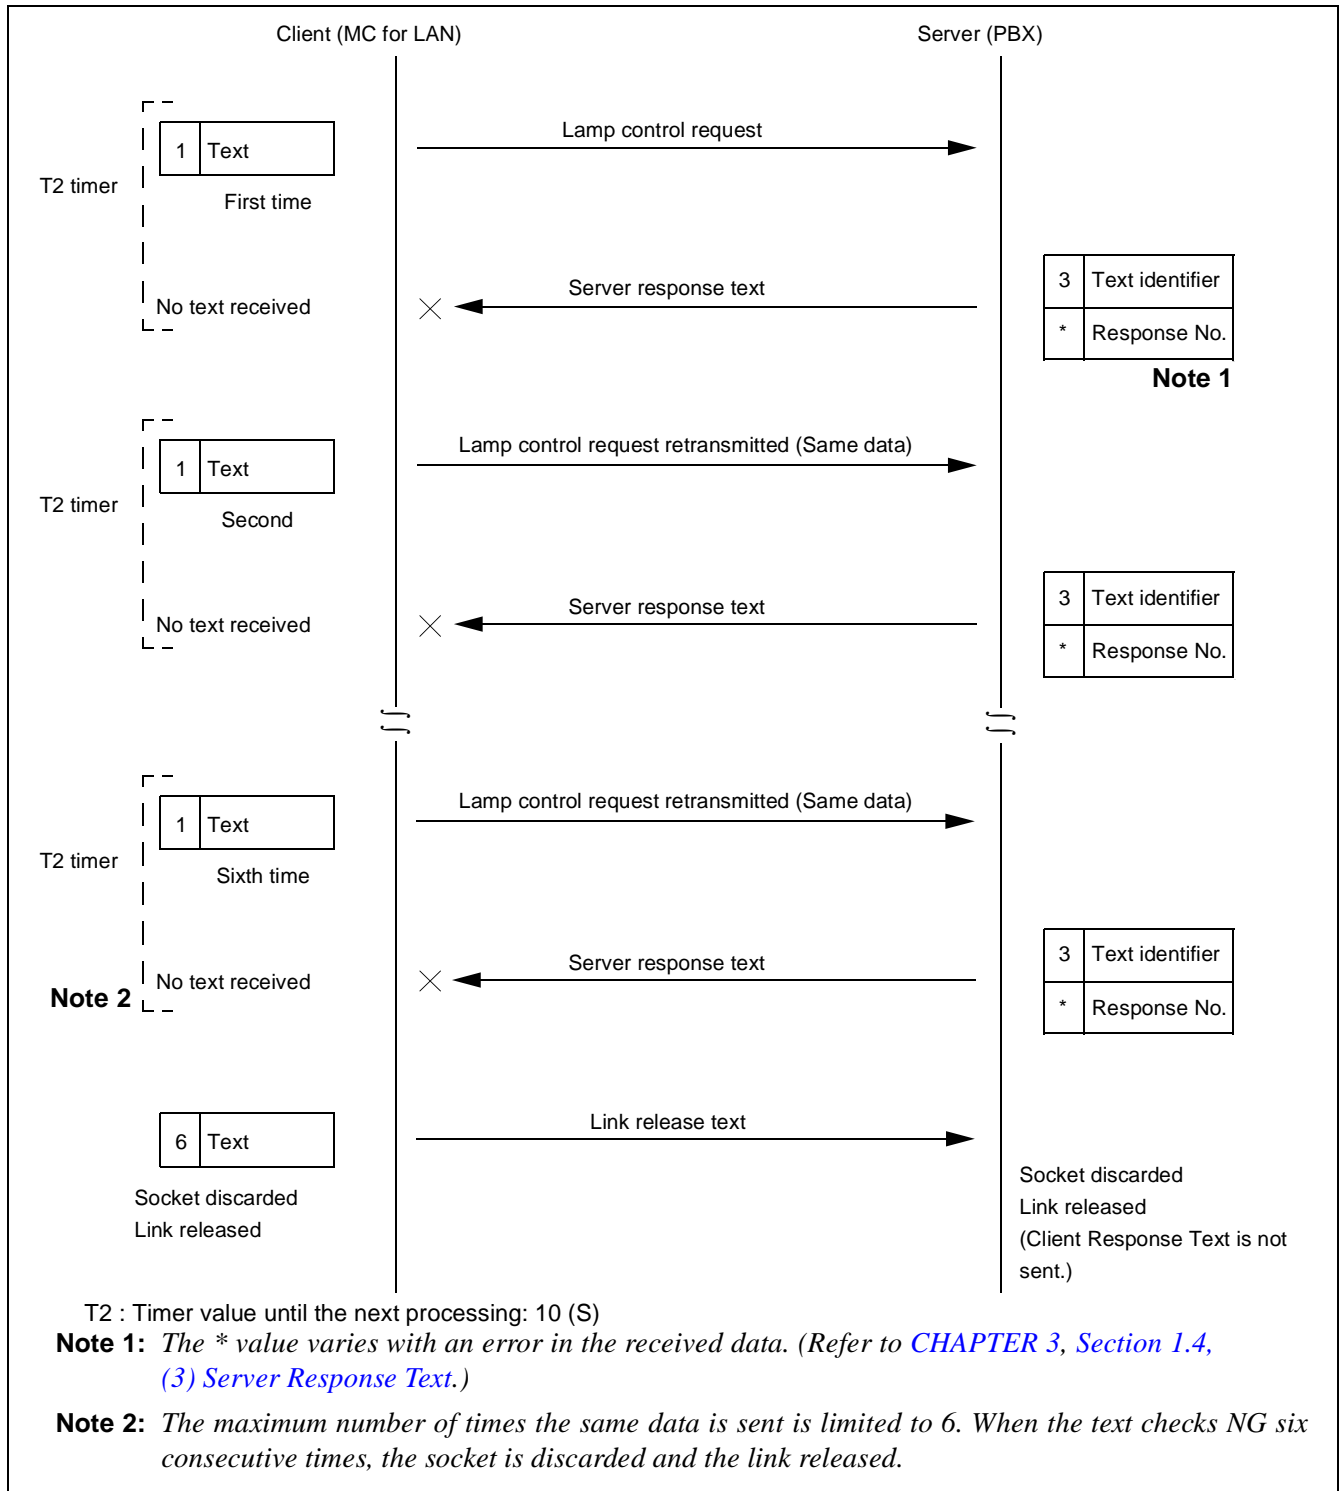 Client (MC for LAN)
Server (PBX)
Lamp control request
1 Text
T2 timer
First time
Server response text
3 Text identifier
No text received
* Response No.
Note 1
Lamp control request retransmitted (Same data)
1 Text
T2 timer
Second
Server response text
3 Text identifier
No text received
* Response No.
Lamp control request retransmitted (Same data)
1 Text
T2 timer
Sixth time
Server response text
3 Text identifier
No text received
Note 2
* Response No.
Link release text
6 Text
Socket discarded
Link released
Socket discarded
Link released
(Client Response Text is not
sent.)
T2 : Timer value until the next processing: 10 (S)
Note 1: The * value varies with an error in the received data. (Refer to CHAPTER 3, Section 1.4,
(3) Server Response Text.)
Note 2: The maximum number of times the same data is sent is limited to 6. When the text checks NG six
consecutive times, the socket is discarded and the link released.